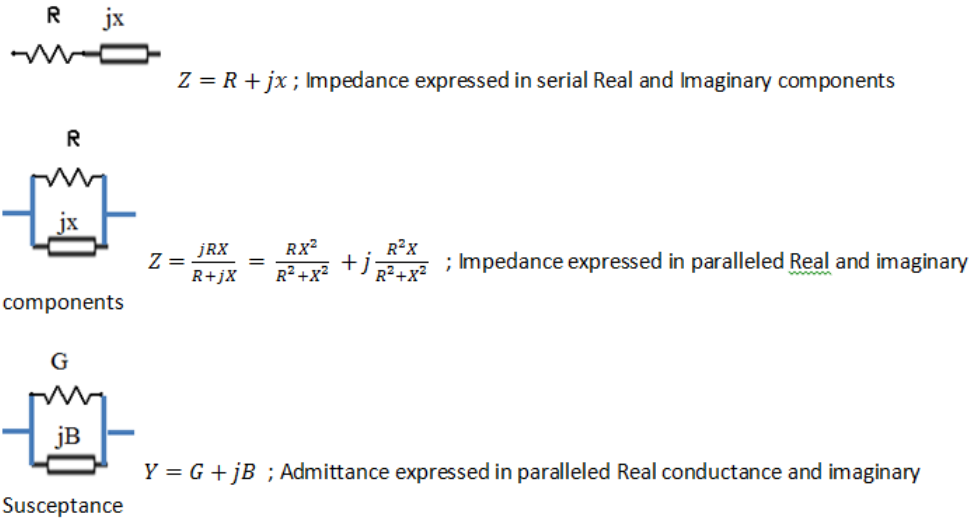 R jx
Z = R + jx ; Impedance expressed in serial Real and Imaginary components
R
jx
Z = jRX/(R+jX) = RX²/(R²+X²) + j R²X/(R²+X²) ; Impedance expressed in paralleled Real and imaginary
components
G
jB
Y = G + jB ; Admittance expressed in paralleled Real conductance and imaginary
Susceptance